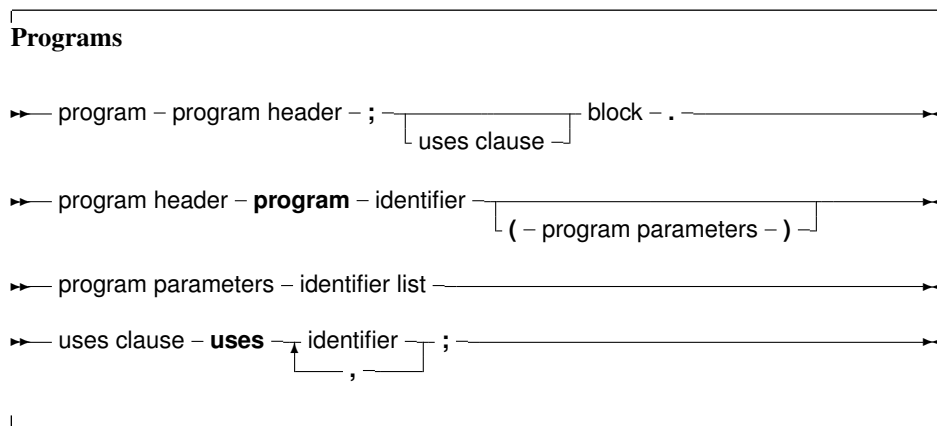 Programs
program program header ; block .
uses clause
program header program identifier
( program parameters )
program parameters identifier list
uses clause uses identifier ;
,